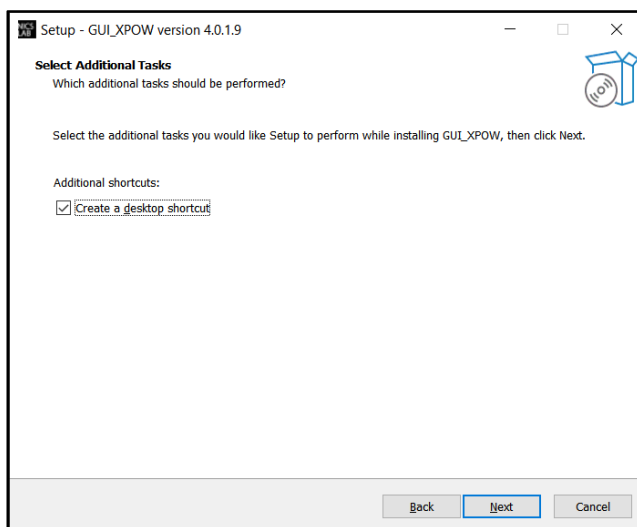 NICS
LAB
Setup - GUI_XPOW version 4.0.1.9
Select Additional Tasks
Which additional tasks should be performed?
Select the additional tasks you would like Setup to perform while installing GUI_XPOW, then click Next.
Additional shortcuts:
Create a desktop shortcut
Back
Next
Cancel